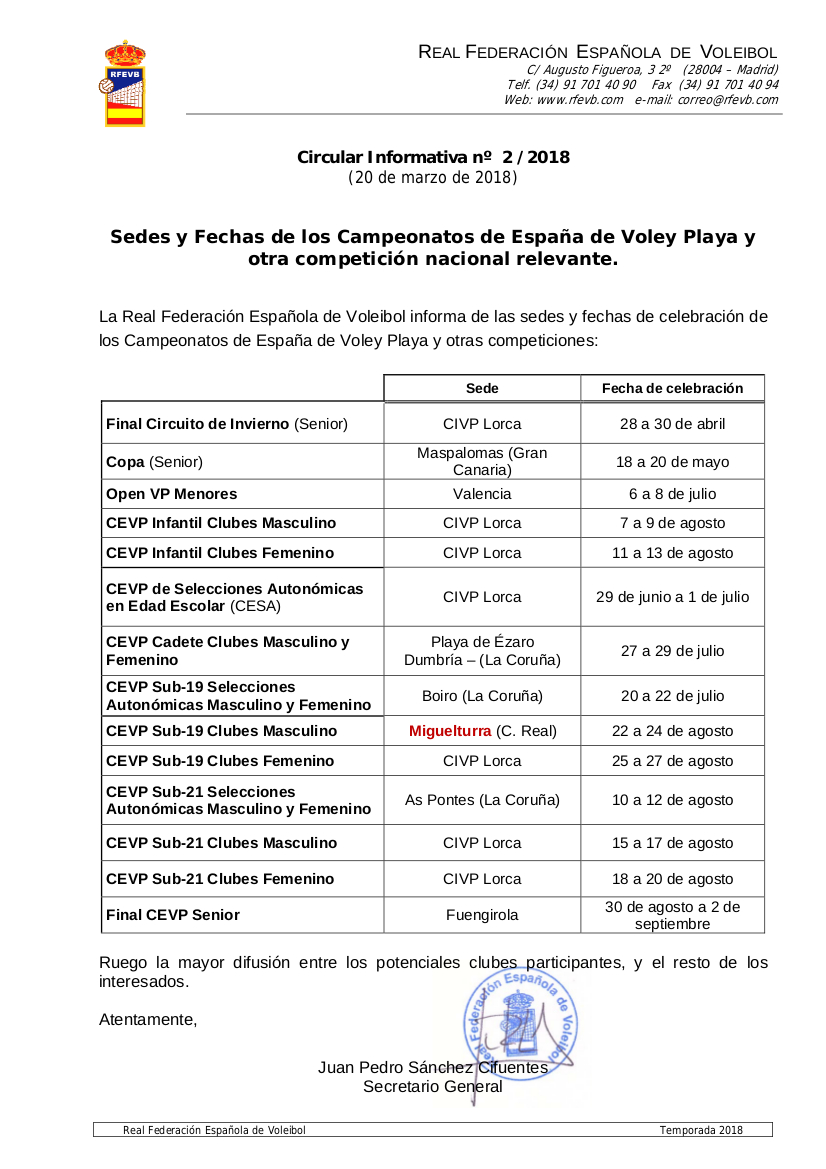 RFEVB
REAL FEDERACIÓN ESPAÑOLA DE VOLEIBOL
C/ Augusto Figueroa, 3 2º (28004 – Madrid)
Telf. (34) 91 701 40 90 Fax (34) 91 701 40 94
Web: www.rfevb.com e-mail: correo@rfevb.com
Circular Informativa nº 2 / 2018
(20 de marzo de 2018)
Sedes y Fechas de los Campeonatos de España de Voley Playa y
otra competición nacional relevante.
La Real Federación Española de Voleibol informa de las sedes y fechas de celebración de
los Campeonatos de España de Voley Playa y otras competiciones:
Sede Fecha de celebración
Final Circuito de Invierno (Senior) CIVP Lorca 28 a 30 de abril
Copa (Senior) Maspalomas (Gran
Canaria) 18 a 20 de mayo
Open VP Menores Valencia 6 a 8 de julio
CEVP Infantil Clubes Masculino CIVP Lorca 7 a 9 de agosto
CEVP Infantil Clubes Femenino CIVP Lorca 11 a 13 de agosto
CEVP de Selecciones Autonómicas
en Edad Escolar (CESA) CIVP Lorca 29 de junio a 1 de julio
CEVP Cadete Clubes Masculino y
Femenino Playa de Ézaro
Dumbría – (La Coruña) 27 a 29 de julio
CEVP Sub-19 Selecciones
Autonómicas Masculino y Femenino Boiro (La Coruña) 20 a 22 de julio
CEVP Sub-19 Clubes Masculino Miguelturra (C. Real) 22 a 24 de agosto
CEVP Sub-19 Clubes Femenino CIVP Lorca 25 a 27 de agosto
CEVP Sub-21 Selecciones
Autonómicas Masculino y Femenino As Pontes (La Coruña) 10 a 12 de agosto
CEVP Sub-21 Clubes Masculino CIVP Lorca 15 a 17 de agosto
CEVP Sub-21 Clubes Femenino CIVP Lorca 18 a 20 de agosto
Final CEVP Senior Fuengirola 30 de agosto a 2 de
septiembre
Ruego la mayor difusión entre los potenciales clubes participantes, y el resto de los
interesados.
Atentamente,
Real Federación Española de Voleibol
Juan Pedro Sánchez Cifuentes
Secretario General
Real Federación Española de Voleibol Temporada 2018